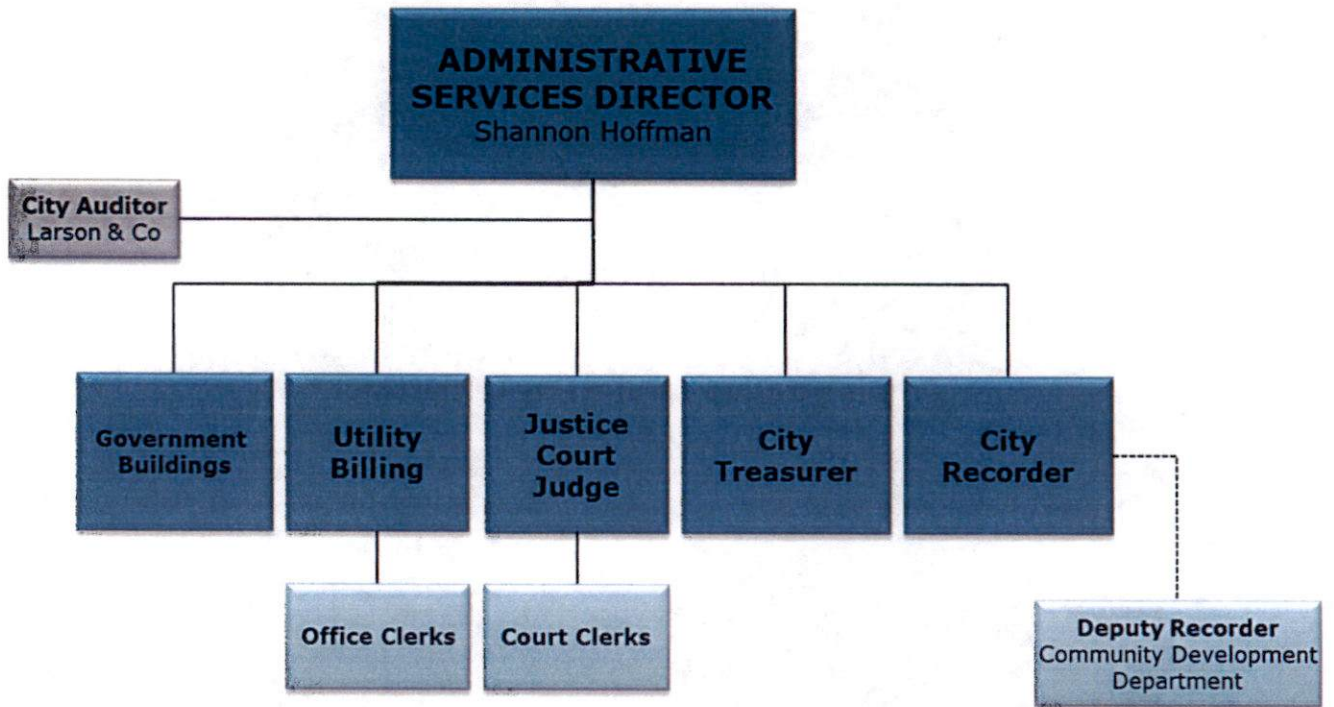 ADMINISTRATIVE
SERVICES DIRECTOR
Shannon Hoffman
City Auditor
Larson & Co
Government
Buildings
Utility
Billing
Justice
Court
Judge
City
Treasurer
City
Recorder
Office Clerks
Court Clerks
Deputy Recorder
Community Development
Department